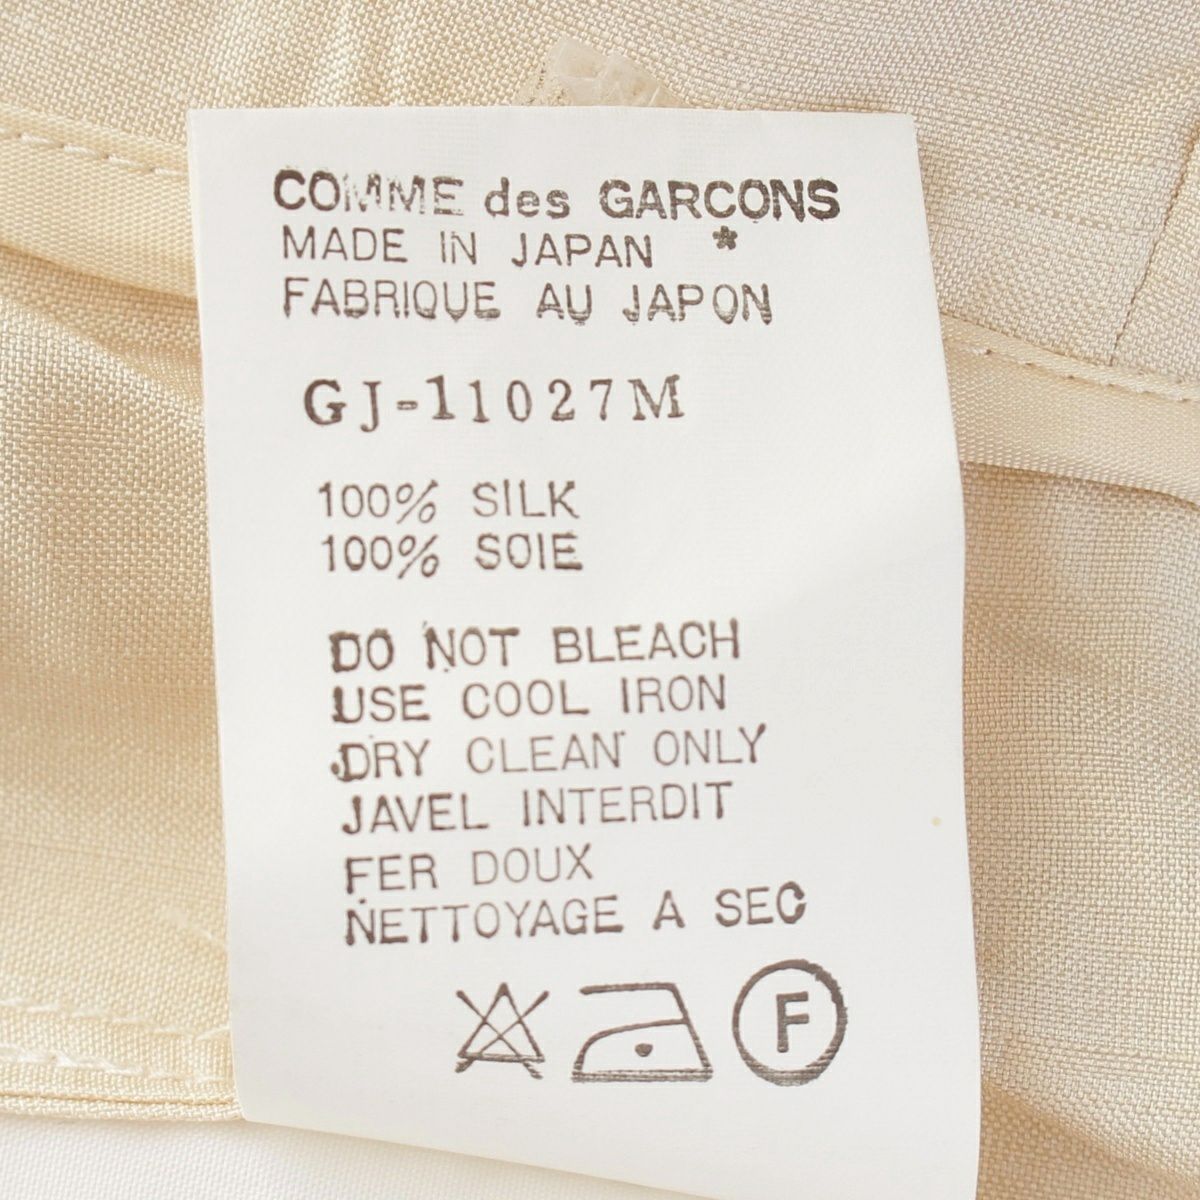 COMME des GARCONS
MADE IN JAPAN *
FABRIQUE AU JAPON
GJ-11027M
100% SILK
100% SOIE
DO NOT BLEACH
USE COOL IRON
DRY CLEAN ONLY
JAVEL INTERDIT
FER DOUX
NETTOYAGE A SEC
F